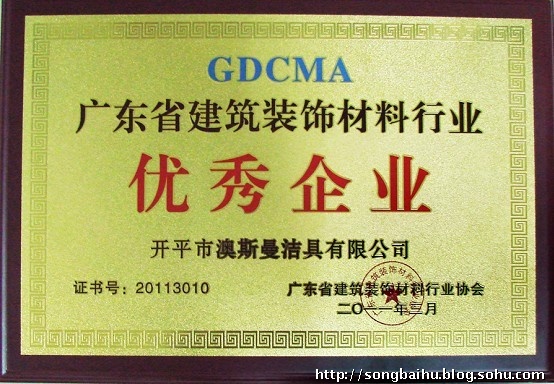 GDCMA
广东省建筑装饰材料行业
优秀企业
开平市澳斯曼洁具有限公司
证书号：20113010
广东省建筑装饰材料行业协会
二〇一一年三月
http://songbaihu.blog.sohu.com